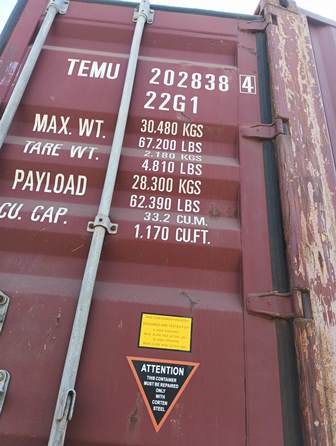 TEMU 202838 4
22G1
MAX. WT. 30.480 KGS
67.200 LBS
TARE WT. 2.180 KGS
4.810 LBS
PAYLOAD 28.300 KGS
62.390 LBS
CU. CAP. 33.2 CU.M.
1.170 CU.FT.
ATTENTION
THIS CONTAINER
MUST BE REPAIRED
ONLY
WITH
CORTEN
STEEL